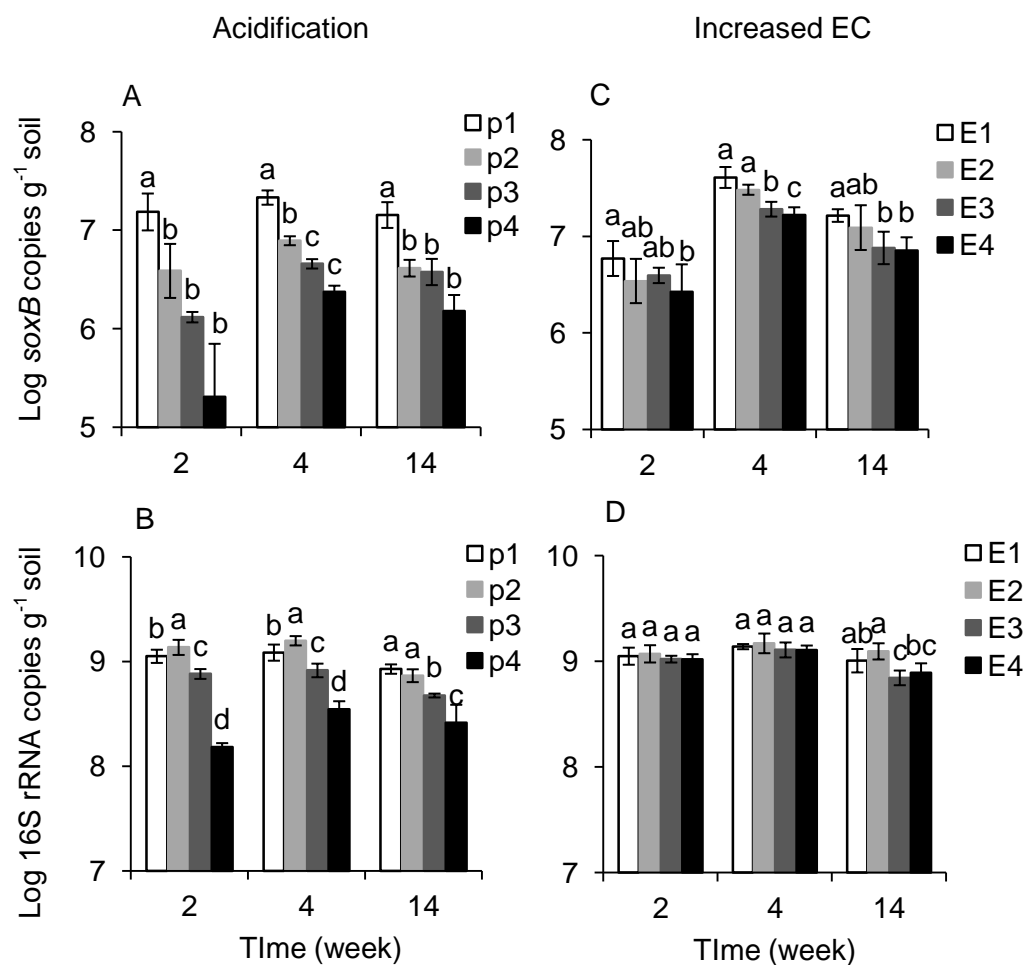 Acidification
Increased EC
A
Log soxB copies g⁻¹ soil
8
7
6
5
a
b
b
b
a
b
c
c
a
b
b
b
2
4
14
p1
p2
p3
p4
C
8
7
6
5
a
ab
ab
b
a
a
b
c
a
ab
b
b
2
4
14
E1
E2
E3
E4
B
Log 16S rRNA copies g⁻¹ soil
10
9
8
7
b
a
c
d
b
a
c
d
a
a
b
c
2
4
14
TIme (week)
p1
p2
p3
p4
D
10
9
8
7
a
a
a
a
a
a
a
a
ab
a
c
bc
2
4
14
TIme (week)
E1
E2
E3
E4